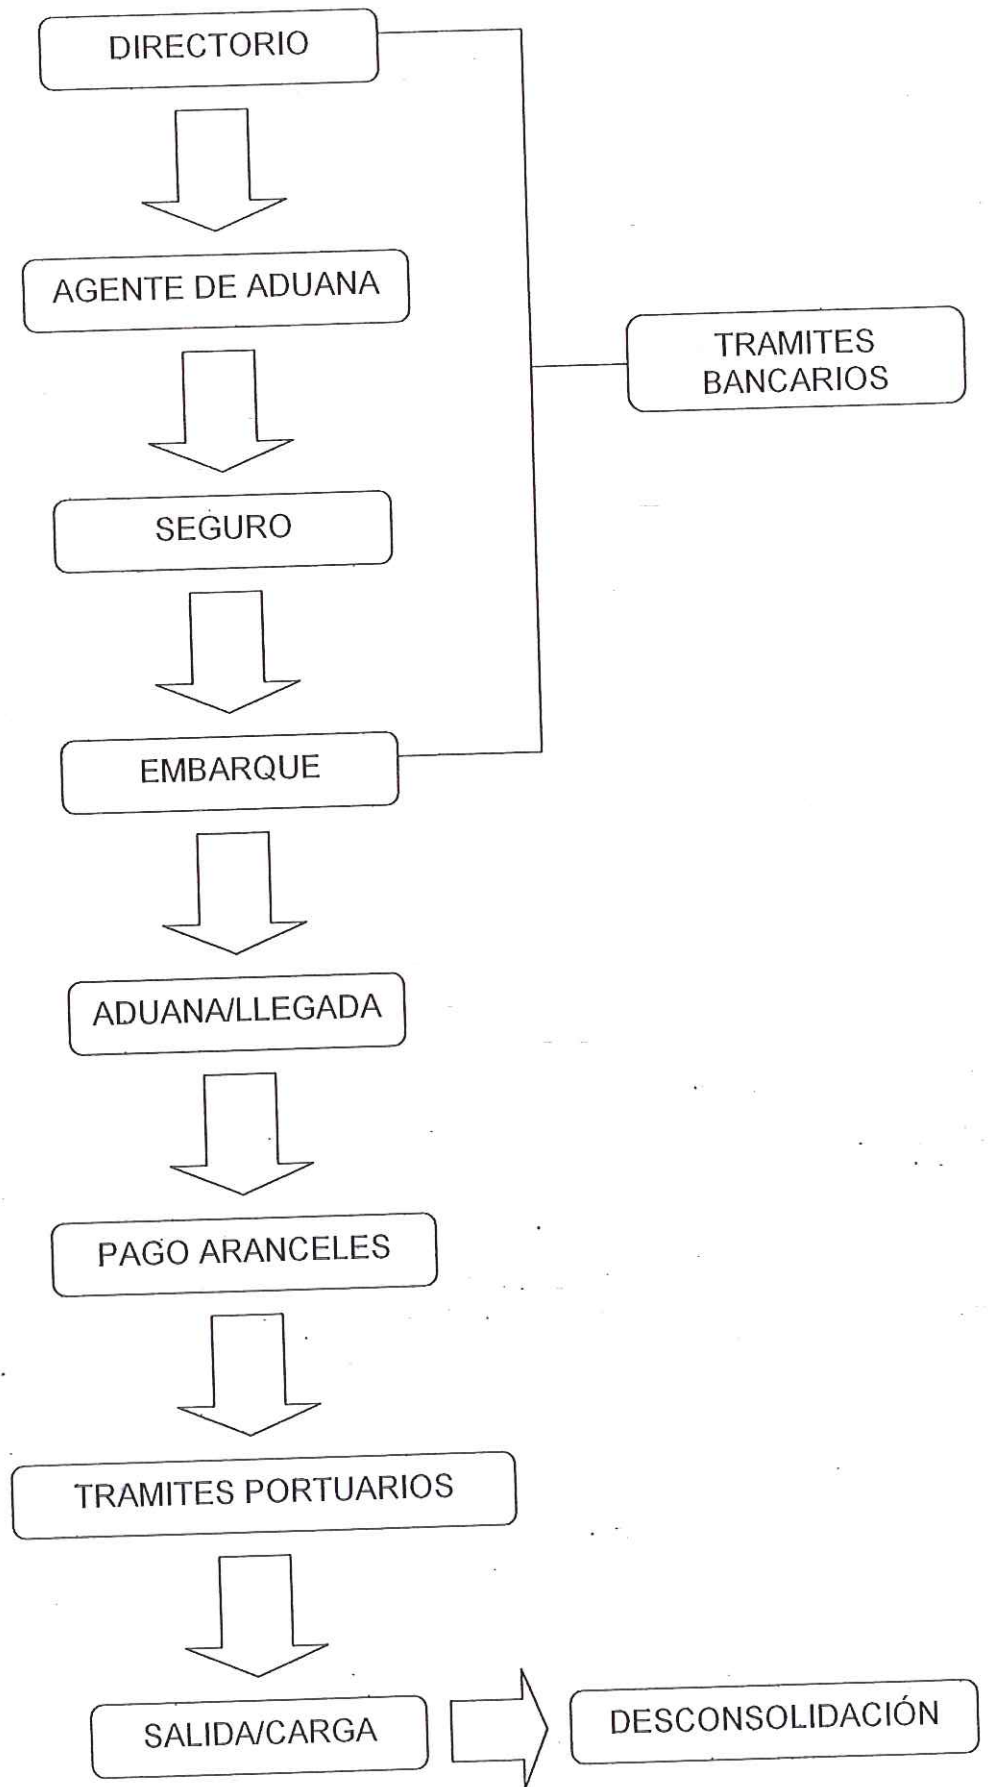 DIRECTORIO
AGENTE DE ADUANA
TRAMITES
BANCARIOS
SEGURO
EMBARQUE
ADUANA/LLEGADA
PAGO ARANCELES
TRAMITES PORTUARIOS
SALIDA/CARGA
DESCONSOLIDACIÓN